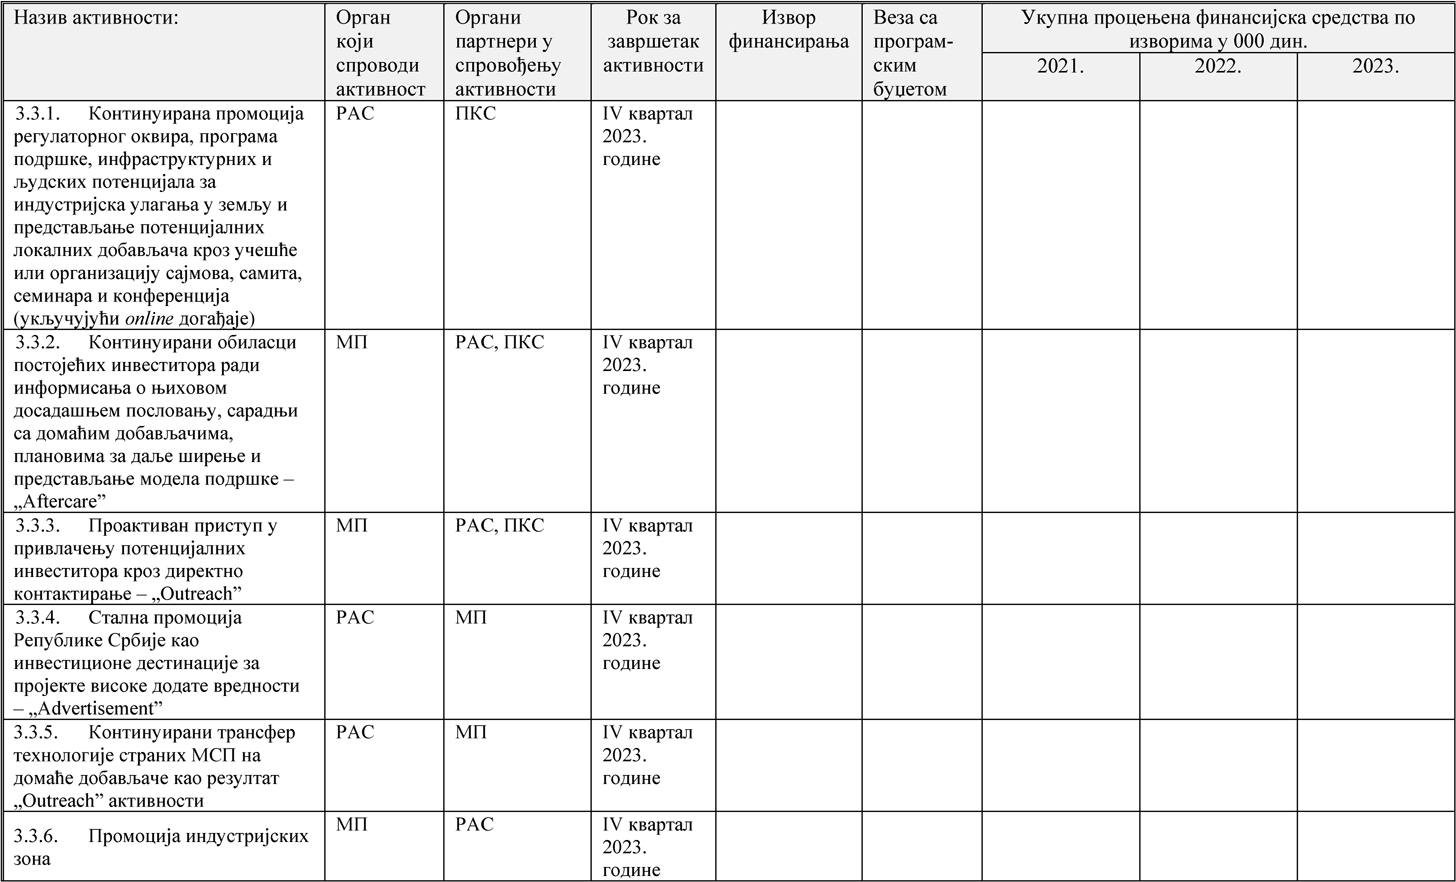 Назив активности:
Орган
који
спроводи
активност
Органи
партнери у
спровођењу
активности
Рок за
завршетак
активности
Извор
финансирања
Веза са
програм-
ским
буџетом
Укупна процењена финансијска средства по
изворима у 000 дин.
2021.
2022.
2023.
3.3.1. Континуирана промоција
регулаторног оквира, програма
подршке, инфраструктурних и
људских потенцијала за
индустријска улагања у земљу и
представљање потенцијалних
локалних добављача кроз учешће
или организацију сајмова, самита,
семинара и конференција
(укључујући online догађаје)
РАС
ПКС
IV квартал
2023.
године
3.3.2. Континуирани обиласци
постојећих инвеститора ради
информисања о њиховом
досадашњем пословању, сарадњи
са домаћим добављачима,
плановима за даље ширење и
представљање модела подршке –
„Aftercare”
МП
РАС, ПКС
IV квартал
2023.
године
3.3.3. Проактиван приступ у
привлачењу потенцијалних
инвеститора кроз директно
контактирање – „Outreach”
МП
РАС, ПКС
IV квартал
2023.
године
3.3.4. Стална промоција
Републике Србије као
инвестиционе дестинације за
пројекте високе додате вредности
– „Advertisement”
РАС
МП
IV квартал
2023.
године
3.3.5. Континуирани трансфер
технологије страних МСП на
домаће добављаче као резултат
„Outreach” активности
РАС
МП
IV квартал
2023.
године
3.3.6. Промоција индустријских
зона
МП
РАС
IV квартал
2023.
године